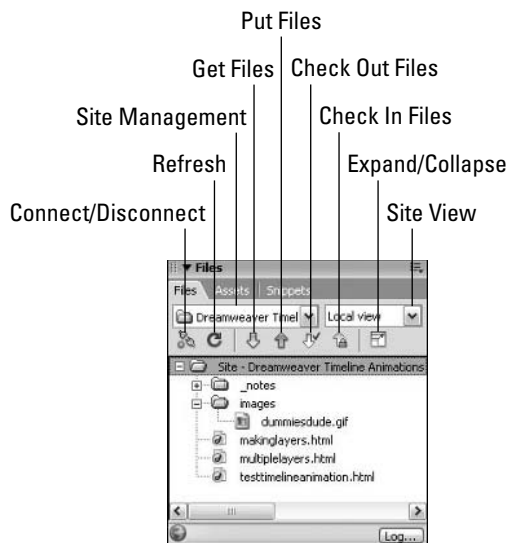 Put Files
Get Files Check Out Files
Site Management Check In Files
Refresh Expand/Collapse
Connect/Disconnect Site View
Files
Files Assets Snippets
Dreamweaver Timel Local view
Site - Dreamweaver Timeline Animations
_notes
images
dummiesdude.gif
makinglayers.html
multiplelayers.html
testtimelineanimation.html
Log...